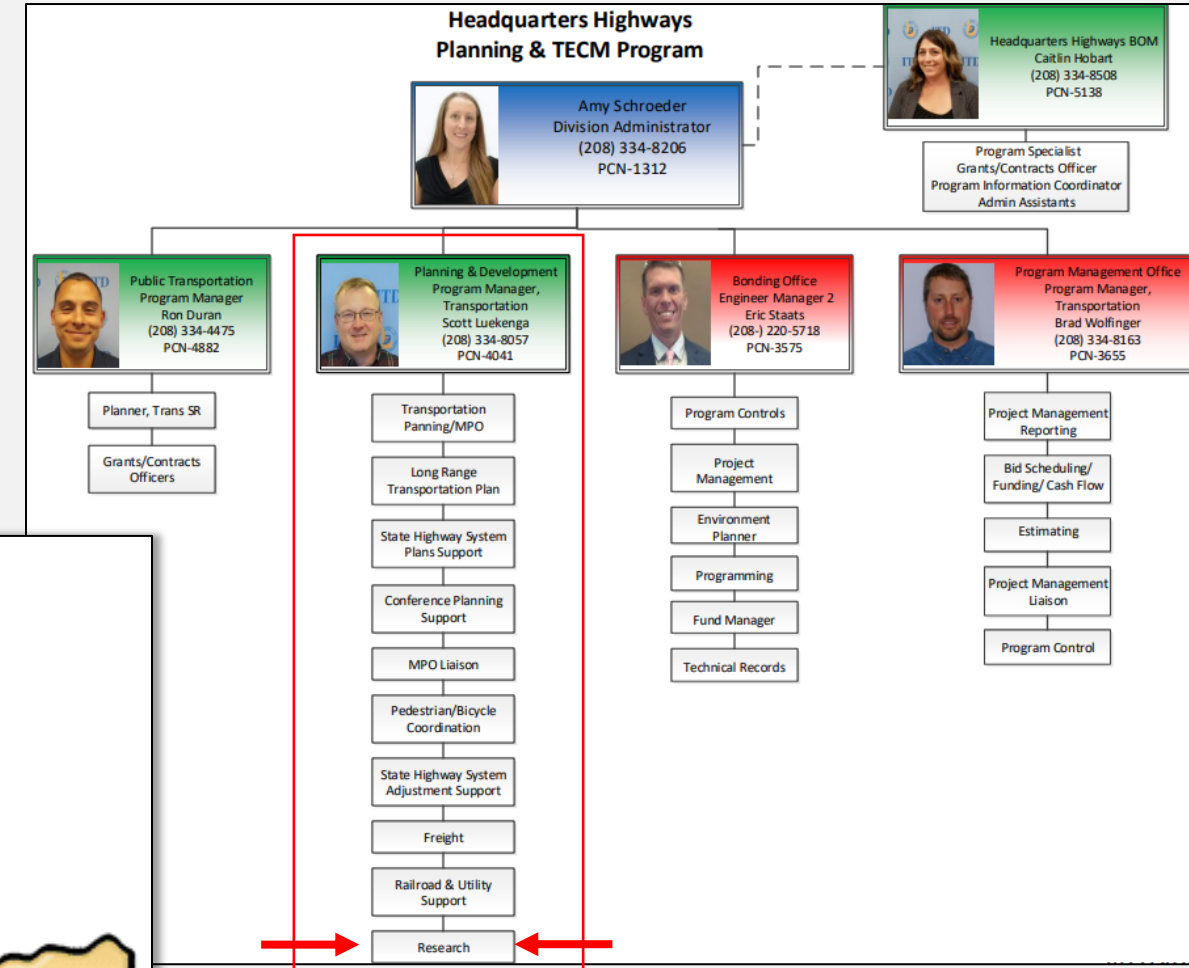 Headquarters Highways
Planning & TECM Program
Headquarters Highways BOM
Caitlin Hobart
(208) 334-8508
PCN-5138
Amy Schroeder
Division Administrator
(208) 334-8206
PCN-1312
Program Specialist
Grants/Contracts Officer
Program Information Coordinator
Admin Assistants
Public Transportation
Program Manager
Ron Duran
(208) 334-4475
PCN-4882
Planner, Trans SR
Grants/Contracts
Officers
Planning & Development
Program Manager,
Transportation
Scott Luekenga
(208) 334-8057
PCN-4041
Transportation
Panning/MPO
Long Range
Transportation Plan
State Highway System
Plans Support
Conference Planning
Support
MPO Liaison
Pedestrian/Bicycle
Coordination
State Highway System
Adjustment Support
Freight
Railroad & Utility
Support
Research
Bonding Office
Engineer Manager 2
Eric Staats
(208-) 220-5718
PCN-3575
Program Controls
Project
Management
Environment
Planner
Programming
Fund Manager
Technical Records
Program Management Office
Program Manager,
Transportation
Brad Wolfinger
(208) 334-8163
PCN-3655
Project Management
Reporting
Bid Scheduling/
Funding/ Cash Flow
Estimating
Project Management
Liaison
Program Control